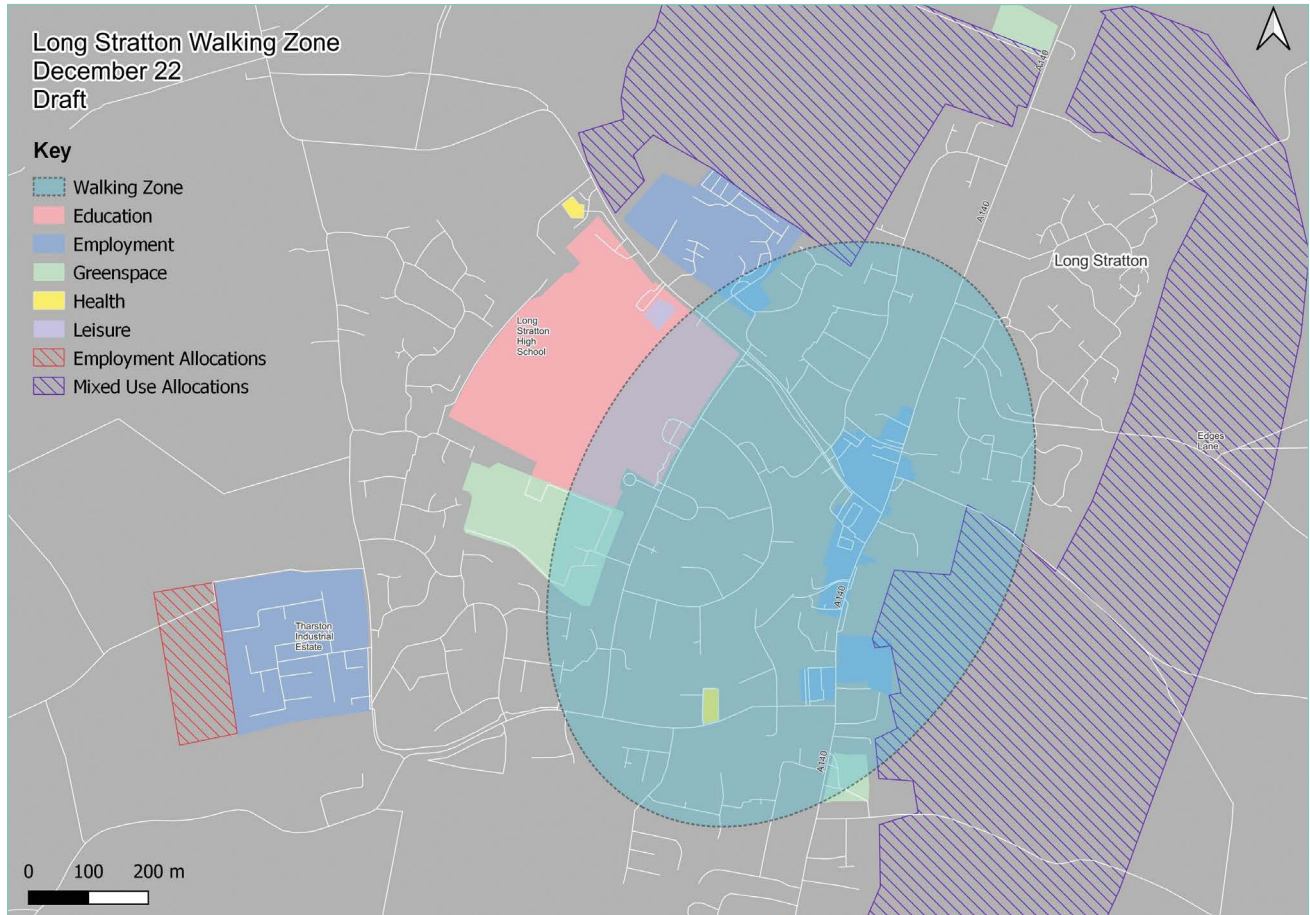 Long Stratton Walking Zone
December 22
Draft
Key
Walking Zone
Education
Employment
Greenspace
Health
Leisure
Employment Allocations
Mixed Use Allocations
A140
A140
Long Stratton
Long
Stratton
High
School
Edges
Lane
A140
Tharston
Industrial
Estate
A140
0 100 200 m